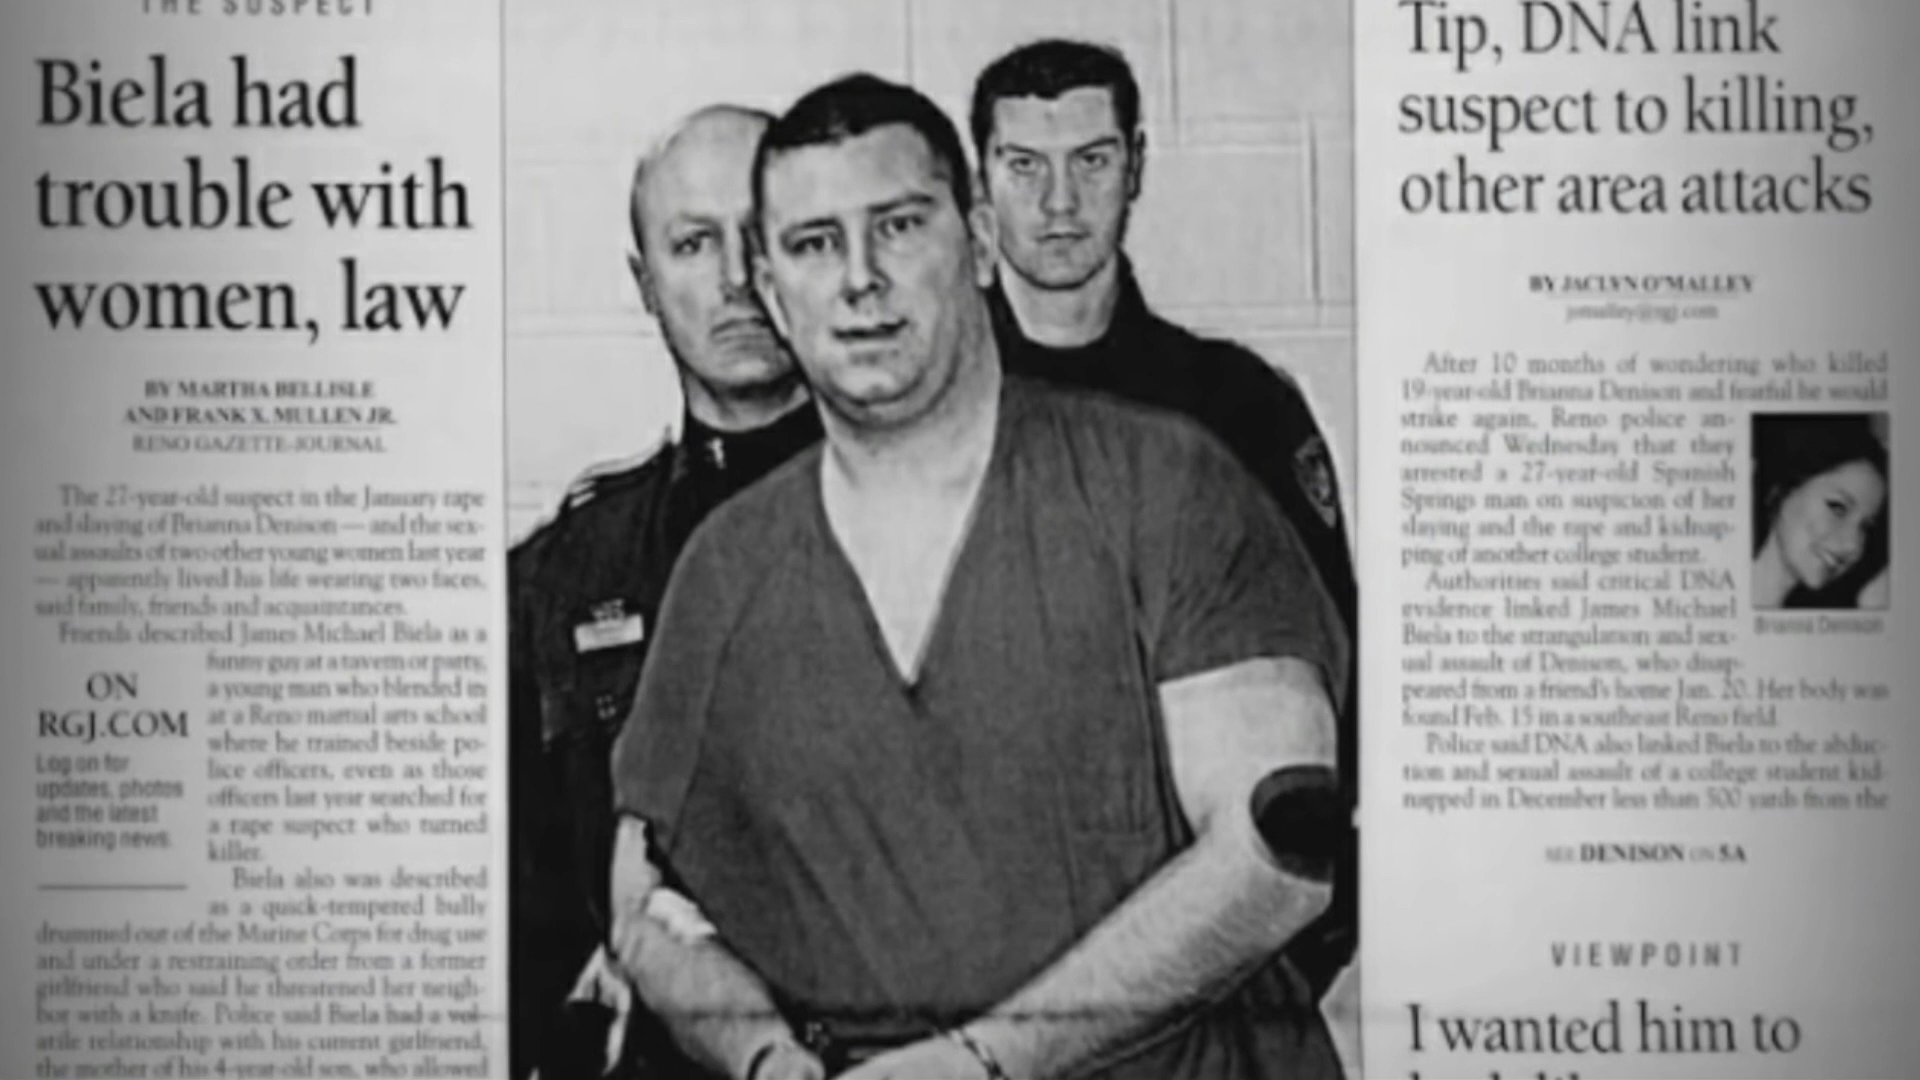 THE SUSPECT
Biela had
trouble with
women, law
BY MARTHA BELLISLE
AND FRANK X. MULLEN JR.
RENO GAZETTE-JOURNAL
The 27-year-old suspect in the January rape
and slaying of Brianna Denison — and the sex-
ual assaults of two other young women last year
— apparently lived his life wearing two faces,
said family, friends and acquaintances.
Friends described James Michael Biela as a
funny guy at a tavern or party,
a young man who blended in
at a Reno martial arts school
where he trained beside po-
lice officers, even as those
officers last year searched for
a rape suspect who turned
killer.
Biela also was described
as a quick-tempered bully
drummed out of the Marine Corps for drug use
and under a restraining order from a former
girlfriend who said he threatened her neigh-
bor with a knife. Police said Biela had a vol-
atile relationship with his current girlfriend,
the mother of his 4-year-old son, who allowed
ON
RGJ.COM
Log on for
updates, photos
and the latest
breaking news.
Tip, DNA link
suspect to killing,
other area attacks
BY JACLYN O'MALLEY
jomalley@rgj.com
After 10 months of wondering who killed
19-year-old Brianna Denison and fearful he would
strike again, Reno police an-
nounced Wednesday that they
arrested a 27-year-old Spanish
Springs man on suspicion of her
slaying and the rape and kidnap-
ping of another college student.
Authorities said critical DNA
evidence linked James Michael
Biela to the strangulation and sex-
ual assault of Denison, who disap-
peared from a friend's home Jan. 20. Her body was
found Feb. 15 in a southeast Reno field.
Police said DNA also linked Biela to the abduc-
tion and sexual assault of a college student kid-
napped in December less than 500 yards from the
Brianna Denison
SEE DENISON ON 5A
VIEWPOINT
I wanted him to